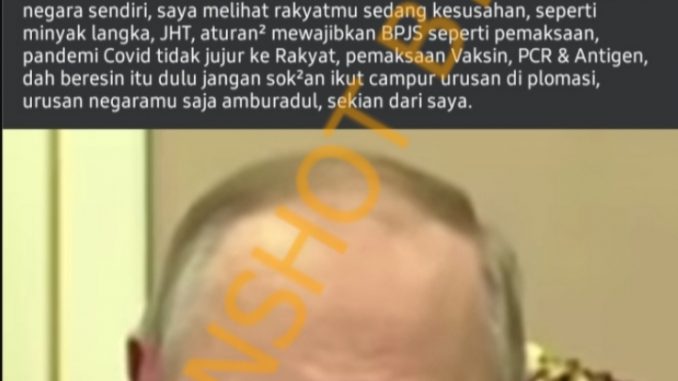 negara sendiri, saya melihat rakyatmu sedang kesusahan, seperti
minyak langka, JHT, aturan² mewajibkan BPJS seperti pemaksaan,
pandemi Covid tidak jujur ke Rakyat, pemaksaan Vaksin, PCR & Antigen,
dah beresin itu dulu jangan sok²an ikut campur urusan di plomasi,
urusan negaramu saja amburadul, sekian dari saya.